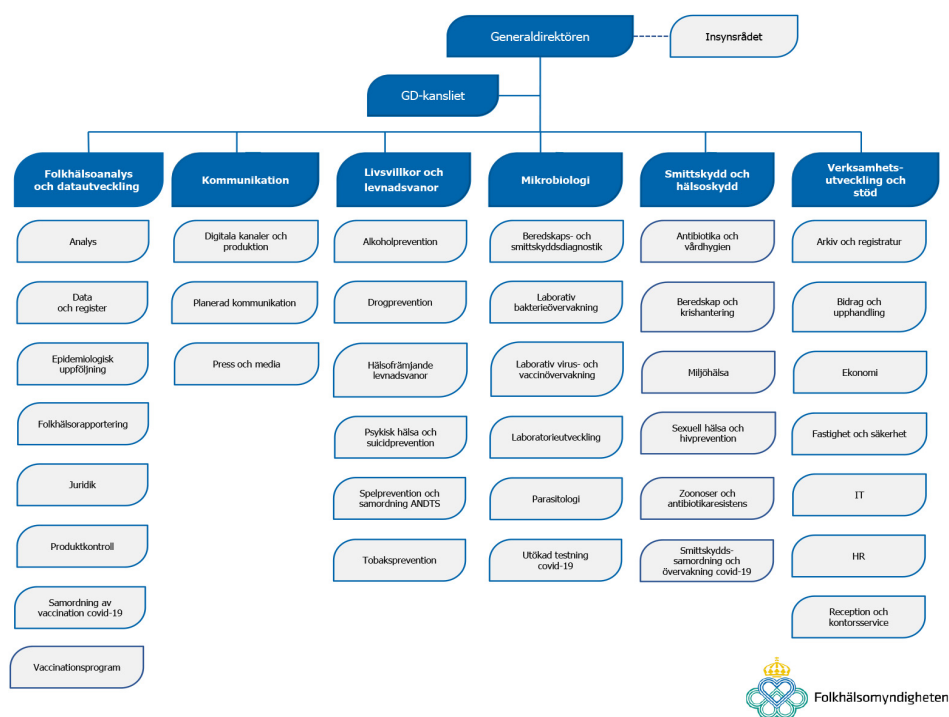 Generaldirektören
Insynsrådet
GD-kansliet
Folkhälsoanalys
och datautveckling
Analys
Data
och register
Epidemiologisk
uppföljning
Folkhälsorapportering
Juridik
Produktkontroll
Samordning av
vaccination covid-19
Vaccinationsprogram
Kommunikation
Digitala kanaler och
produktion
Planerad kommunikation
Press och media
Livsvillkor och
levnadsvanor
Alkoholprevention
Drogprevention
Hälsofrämjande
levnadsvanor
Psykisk hälsa och
suicidprevention
Spelprevention och
samordning ANDTS
Tobaksprevention
Mikrobiologi
Beredskaps- och
smittskyddsdiagnostik
Laborativ
bakterieövervakning
Laborativ virus- och
vaccinövervakning
Laboratorieutveckling
Parasitologi
Utökad testning
covid-19
Smittskydd och
hälsoskydd
Antibiotika och
vårdhygien
Beredskap och
krishantering
Miljöhälsa
Sexuell hälsa och
hivprevention
Zoonoser och
antibiotikaresistens
Smittskydds-
samordning och
övervakning covid-19
Verksamhets-
utveckling och
stöd
Arkiv och registratur
Bidrag och
upphandling
Ekonomi
Fastighet och säkerhet
IT
HR
Reception och
kontorsservice
Folkhälsomyndigheten